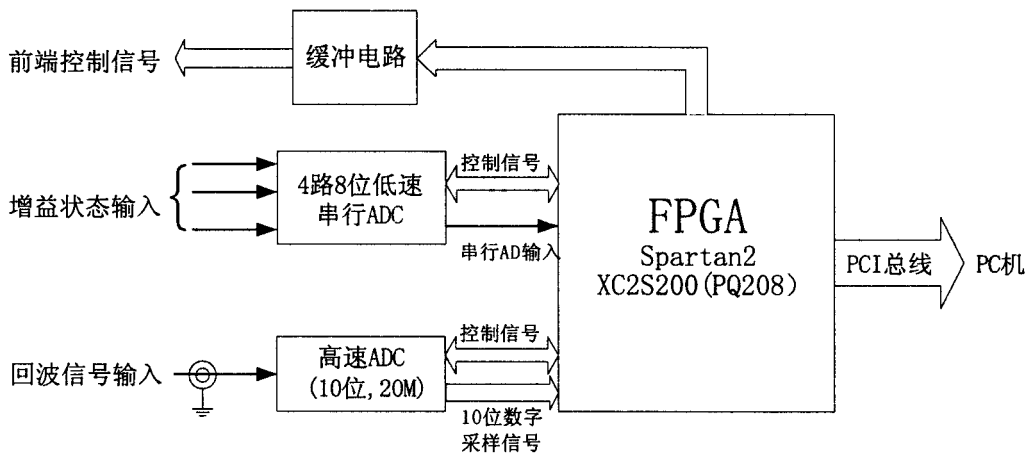 前端控制信号
缓冲电路
增益状态输入
4路8位低速
串行ADC
控制信号
串行AD输入
FPGA
Spartan2
XC2S200(PQ208)
PCI总线
PC机
回波信号输入
高速ADC
(10位,20M)
控制信号
10位数字
采样信号